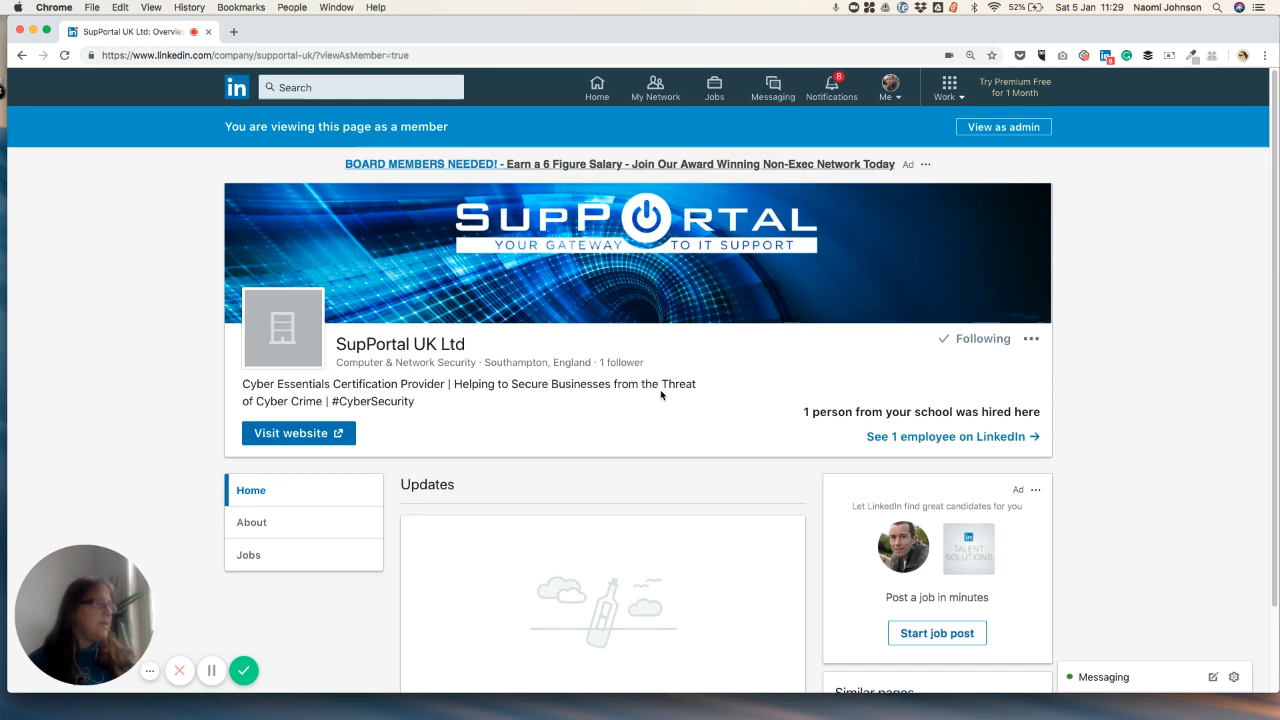 Chrome File Edit View History Bookmarks People Window Help
52% Sat 5 Jan 11:29 Naomi Johnson
SupPortal UK Ltd: Overvie
https://www.linkedin.com/company/supportal-uk/?viewAsMember=true
in Search
Home My Network Jobs Messaging 8 Notifications Me Work Try Premium Free for 1 Month
You are viewing this page as a member
View as admin
BOARD MEMBERS NEEDED! - Earn a 6 Figure Salary - Join Our Award Winning Non-Exec Network Today Ad
SUPPORTAL
YOUR GATEWAY TO IT SUPPORT
SupPortal UK Ltd
Following
Computer & Network Security · Southampton, England · 1 follower
Cyber Essentials Certification Provider | Helping to Secure Businesses from the Threat
of Cyber Crime | #CyberSecurity
1 person from your school was hired here
Visit website
See 1 employee on LinkedIn →
Home
About
Jobs
Updates
Ad
Let LinkedIn find great candidates for you
in
TALENT
SOLUTIONS
Post a job in minutes
Start job post
Similar pages
Messaging